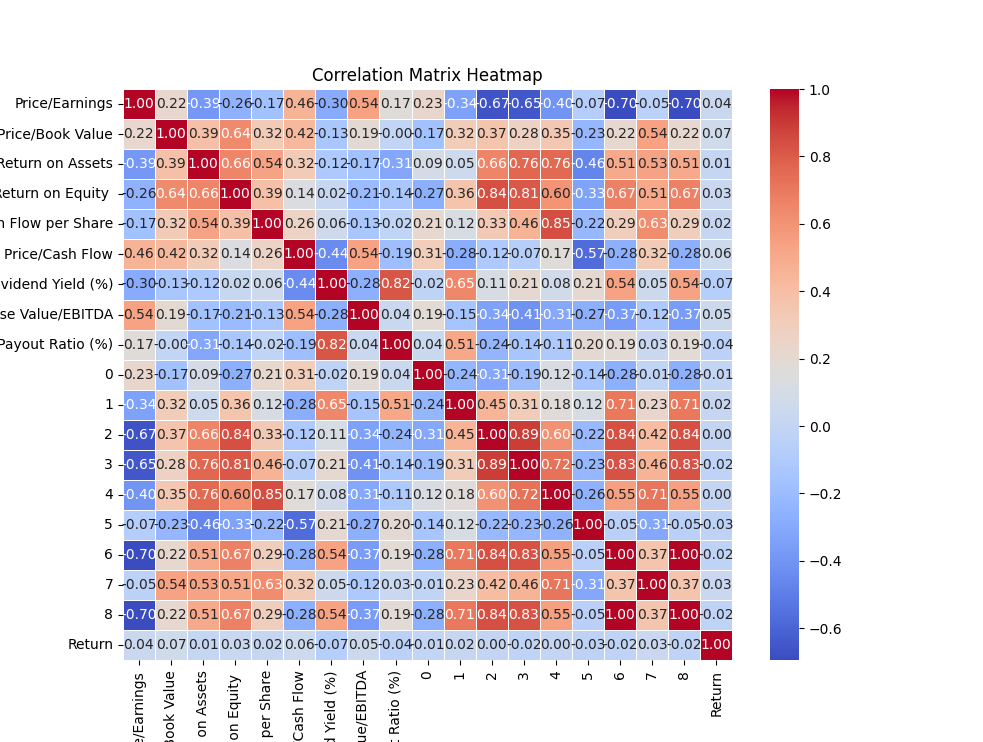 Correlation Matrix Heatmap
Price/Earnings 1.00 0.22 -0.39 -0.26 -0.17 0.46 -0.30 0.54 0.17 0.23 -0.34 -0.67 -0.65 -0.40 -0.07 -0.70 -0.05 -0.70 0.04
Price/Book Value 0.22 1.00 0.39 0.64 0.32 0.42 -0.13 0.19 -0.00 -0.17 0.32 0.37 0.28 0.35 -0.23 0.22 0.54 0.22 0.07
Return on Assets -0.39 0.39 1.00 0.66 0.54 0.32 -0.12 -0.17 -0.31 0.09 0.05 0.66 0.76 0.76 -0.46 0.51 0.53 0.51 0.01
Return on Equity -0.26 0.64 0.66 1.00 0.39 0.14 0.02 -0.21 -0.14 -0.27 0.36 0.84 0.81 0.60 -0.33 0.67 0.51 0.67 0.03
Flow per Share -0.17 0.32 0.54 0.39 1.00 0.26 0.06 -0.13 -0.02 0.21 0.12 0.33 0.46 0.85 -0.22 0.29 0.63 0.29 0.02
Price/Cash Flow 0.46 0.42 0.32 0.14 0.26 1.00 -0.44 0.54 -0.19 0.31 -0.28 -0.12 -0.07 0.17 -0.57 -0.28 0.32 -0.28 0.06
vidend Yield (%) -0.30 -0.13 -0.12 0.02 0.06 -0.44 1.00 -0.28 0.82 -0.02 0.65 0.11 0.21 0.08 0.21 0.54 0.05 0.54 -0.07
se Value/EBITDA 0.54 0.19 -0.17 -0.21 -0.13 0.54 -0.28 1.00 0.04 0.19 -0.15 -0.34 -0.41 -0.31 -0.27 -0.37 -0.12 -0.37 0.05
Payout Ratio (%) 0.17 -0.00 -0.31 -0.14 -0.02 -0.19 0.82 0.04 1.00 0.04 0.51 -0.24 -0.14 -0.11 0.20 0.19 0.03 0.19 -0.04
0 0.23 -0.17 0.09 -0.27 0.21 0.31 -0.02 0.19 0.04 1.00 -0.24 -0.31 -0.19 0.12 -0.14 -0.28 -0.01 -0.28 -0.01
1 -0.34 0.32 0.05 0.36 0.12 -0.28 0.65 -0.15 0.51 -0.24 1.00 0.45 0.31 0.18 0.12 0.71 0.23 0.71 0.02
2 -0.67 0.37 0.66 0.84 0.33 -0.12 0.11 -0.34 -0.24 -0.31 0.45 1.00 0.89 0.60 -0.22 0.84 0.42 0.84 0.00
3 -0.65 0.28 0.76 0.81 0.46 -0.07 0.21 -0.41 -0.14 -0.19 0.31 0.89 1.00 0.72 -0.23 0.83 0.46 0.83 -0.02
4 -0.40 0.35 0.76 0.60 0.85 0.17 0.08 -0.31 -0.11 0.12 0.18 0.60 0.72 1.00 -0.26 0.55 0.71 0.55 0.00
5 -0.07 -0.23 -0.46 -0.33 -0.22 -0.57 0.21 -0.27 0.20 -0.14 0.12 -0.22 -0.23 -0.26 1.00 -0.05 -0.31 -0.05 -0.03
6 -0.70 0.22 0.51 0.67 0.29 -0.28 0.54 -0.37 0.19 -0.28 0.71 0.84 0.83 0.55 -0.05 1.00 0.37 1.00 -0.02
7 -0.05 0.54 0.53 0.51 0.63 0.32 0.05 -0.12 0.03 -0.01 0.23 0.42 0.46 0.71 -0.31 0.37 1.00 0.37 0.03
8 -0.70 0.22 0.51 0.67 0.29 -0.28 0.54 -0.37 0.19 -0.28 0.71 0.84 0.83 0.55 -0.05 1.00 0.37 1.00 -0.02
Return 0.04 0.07 0.01 0.03 0.02 0.06 -0.07 0.05 -0.04 -0.01 0.02 0.00 -0.02 0.00 -0.03 -0.02 0.03 -0.02 1.00
e/Earnings
Book Value
on Assets
on Equity
per Share
Cash Flow
d Yield (%)
ue/EBITDA
t Ratio (%)
0
1
2
3
4
5
6
7
8
Return
1.0
0.8
0.6
0.4
0.2
0.0
−0.2
−0.4
−0.6